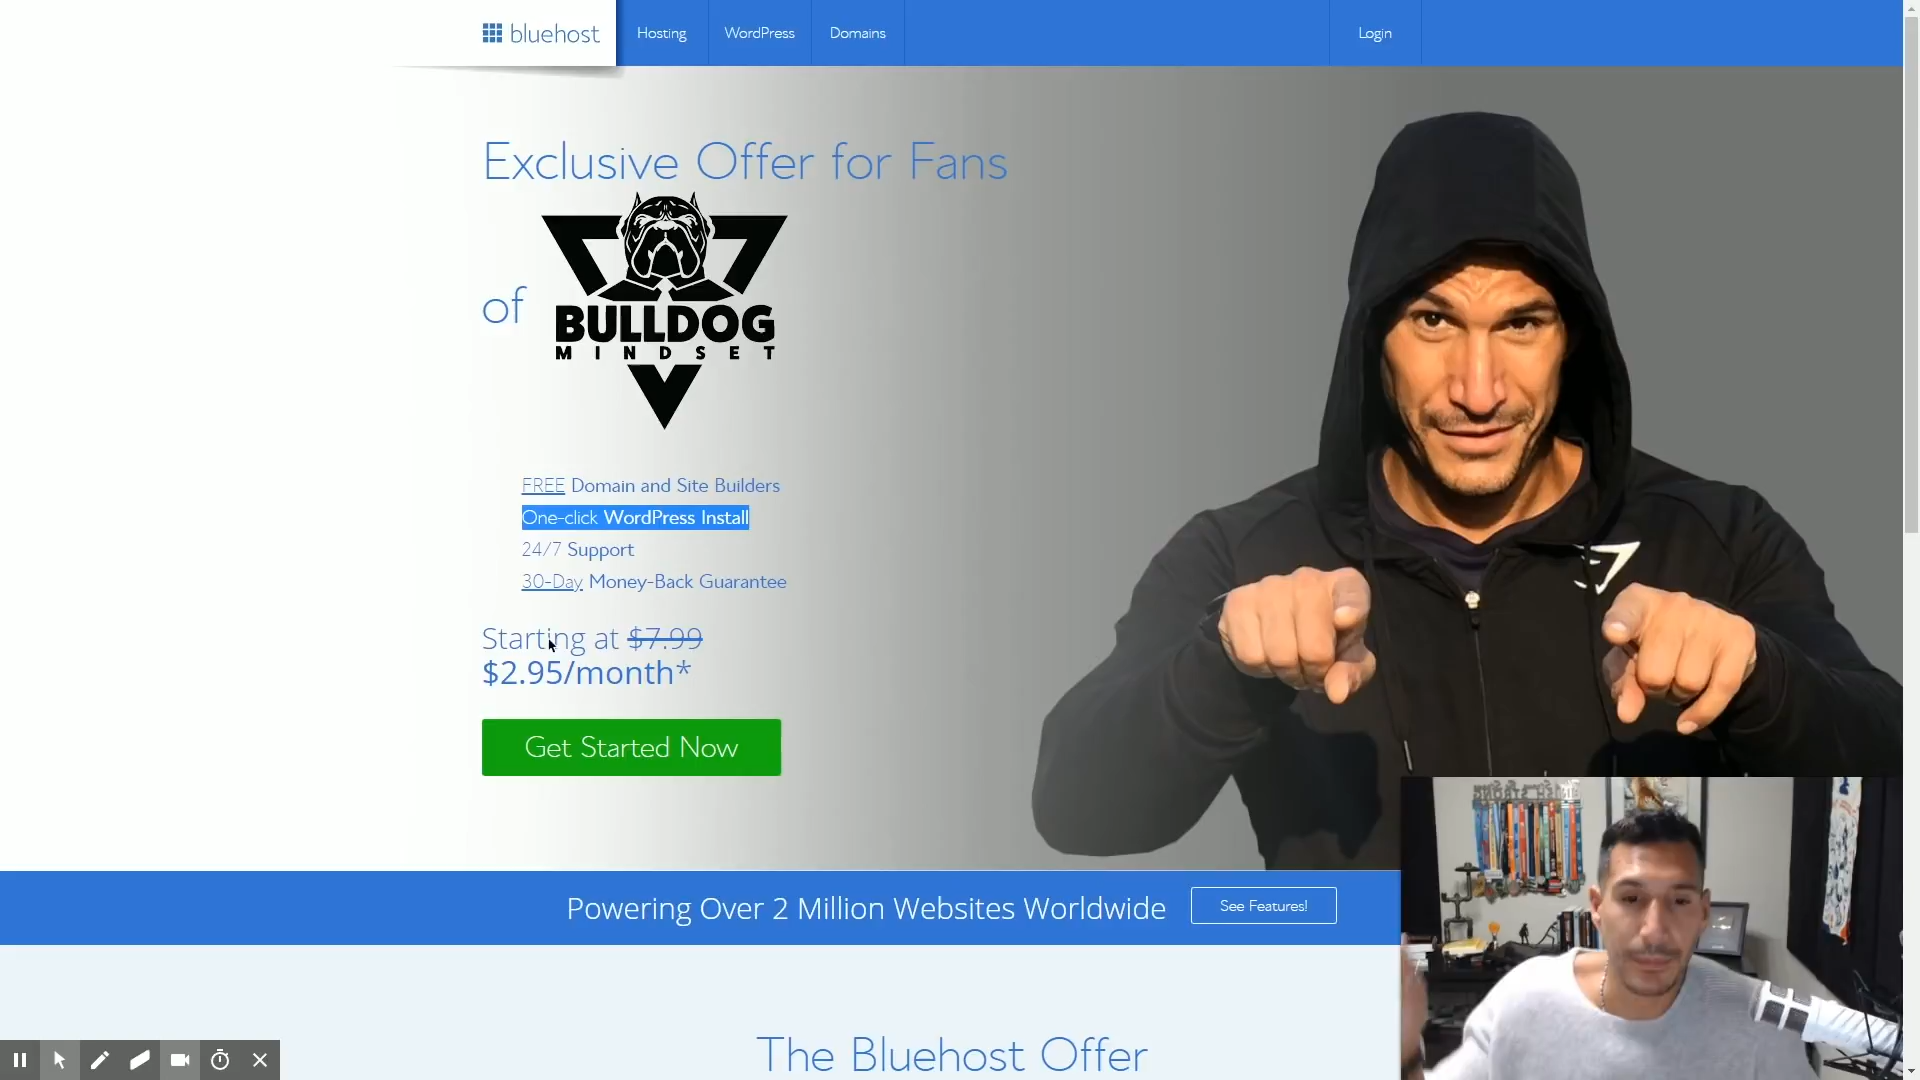 bluehost
Hosting
WordPress
Domains
Login
Exclusive Offer for Fans
of
BULLDOG
MINDSET
FREE Domain and Site Builders
One-click WordPress Install
24/7 Support
30-Day Money-Back Guarantee
Starting at $7.99
$2.95/month*
Get Started Now
Powering Over 2 Million Websites Worldwide
See Features!
The Bluehost Offer